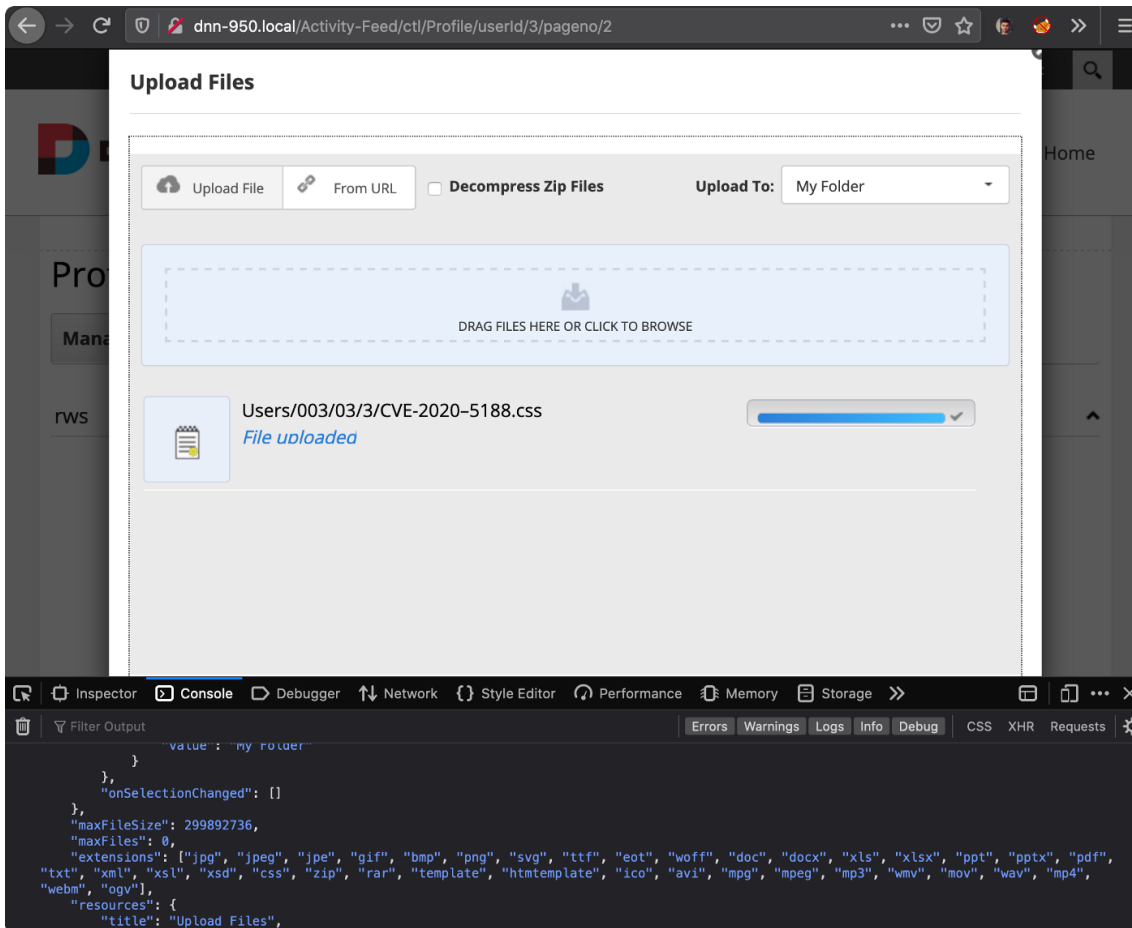 dnn-950.local/Activity-Feed/ctl/Profile/userId/3/pageno/2
Upload Files
Home
Upload File
From URL
Decompress Zip Files
Upload To:
My Folder
Pro
DRAG FILES HERE OR CLICK TO BROWSE
Mana
rws
Users/003/03/3/CVE-2020–5188.css
File uploaded
Inspector Console Debugger Network {} Style Editor Performance Memory Storage
Filter Output
Errors Warnings Logs Info Debug CSS XHR Requests
"value": "My Folder"
}
},
"onSelectionChanged": []
},
"maxFileSize": 299892736,
"maxFiles": 0,
"extensions": ["jpg", "jpeg", "jpe", "gif", "bmp", "png", "svg", "ttf", "eot", "woff", "doc", "docx", "xls", "xlsx", "ppt", "pptx", "pdf",
"txt", "xml", "xsl", "xsd", "css", "zip", "rar", "template", "htmtemplate", "ico", "avi", "mpg", "mpeg", "mp3", "wmv", "mov", "wav", "mp4",
"webm", "ogv"],
"resources": {
"title": "Upload Files",